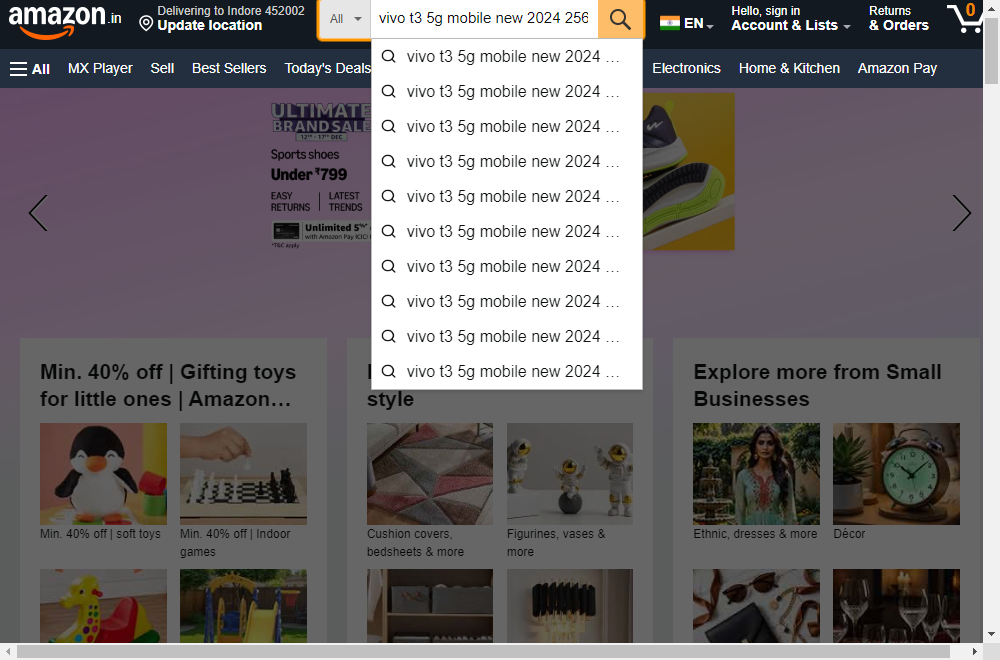 amazon.in
Delivering to Indore 452002
Update location
All
vivo t3 5g mobile new 2024 256
EN
Hello, sign in
Account & Lists
Returns
& Orders
0
All
MX Player
Sell
Best Sellers
Today's Deals
Electronics
Home & Kitchen
Amazon Pay
vivo t3 5g mobile new 2024 …
vivo t3 5g mobile new 2024 …
vivo t3 5g mobile new 2024 …
vivo t3 5g mobile new 2024 …
vivo t3 5g mobile new 2024 …
vivo t3 5g mobile new 2024 …
vivo t3 5g mobile new 2024 …
vivo t3 5g mobile new 2024 …
vivo t3 5g mobile new 2024 …
vivo t3 5g mobile new 2024 …
ULTIMATE
BRAND SALE
12TH - 17TH DEC
Sports shoes
Under ₹799
EASY
RETURNS
LATEST
TRENDS
Unlimited 5%
with Amazon Pay ICICI
*T&C apply
Min. 40% off | Gifting toys
for little ones | Amazon…
style
Explore more from Small
Businesses
Min. 40% off | soft toys
Min. 40% off | Indoor
games
Cushion covers,
bedsheets & more
Figurines, vases &
more
Ethnic, dresses & more
Décor